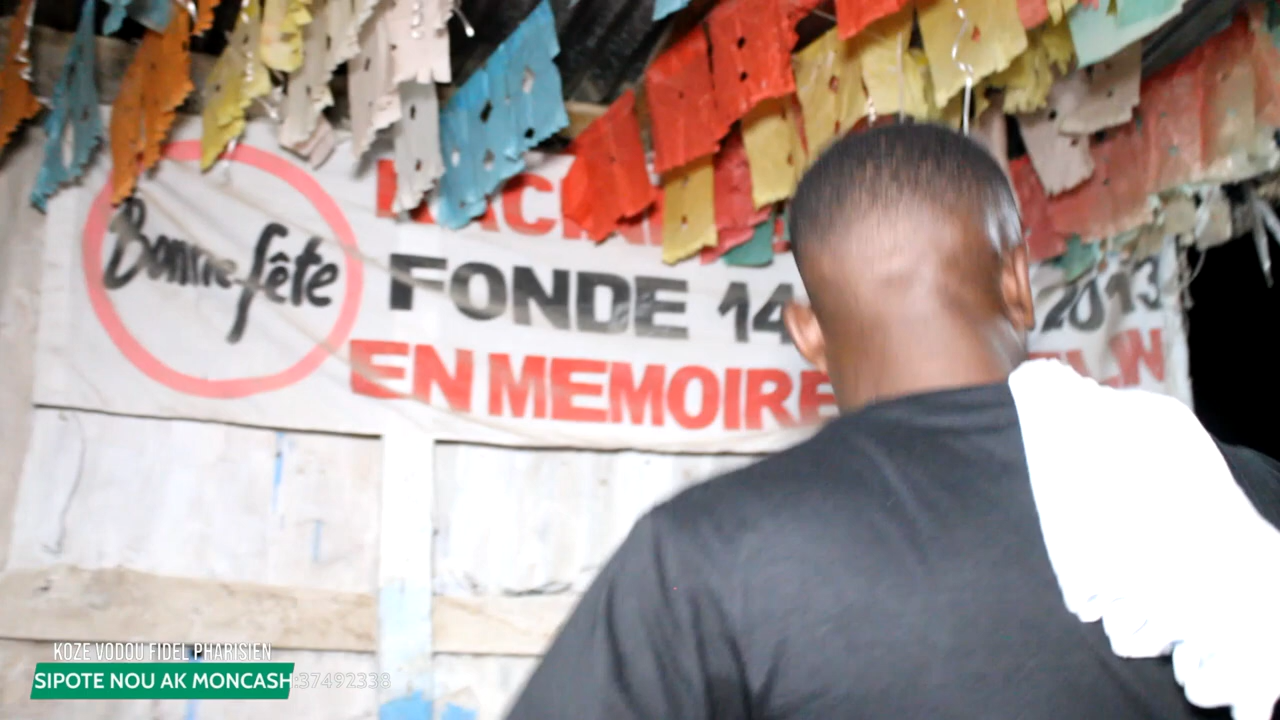 Bonne fête
FONDE 14
2013
EN MEMOIRE
KOZE VODOU FIDEL PHARISIEN
SIPOTE NOU AK MONCASH:37492338